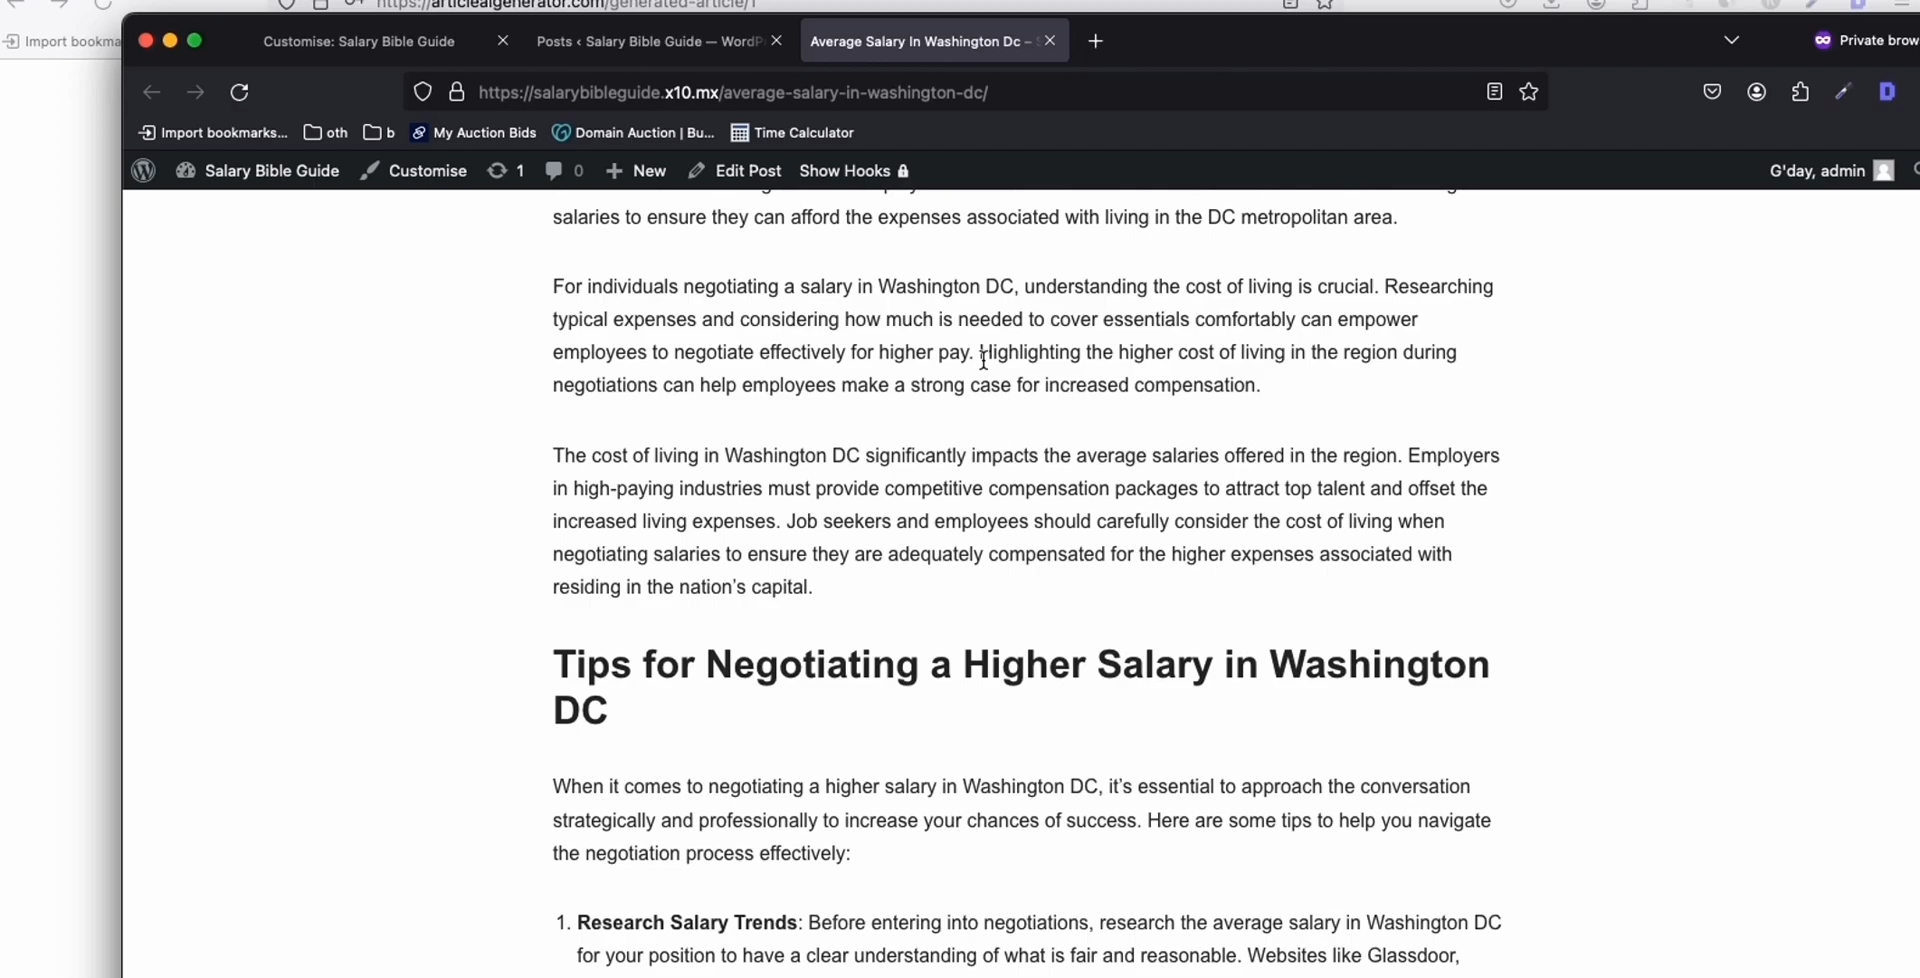 https://articleaigenerator.com/generated-article/1
Import bookma
Customise: Salary Bible Guide
Posts ‹ Salary Bible Guide — WordP
Average Salary In Washington Dc –
Private brow
https://salarybibleguide.x10.mx/average-salary-in-washington-dc/
Import bookmarks...
oth
b
My Auction Bids
Domain Auction | Bu...
Time Calculator
Salary Bible Guide
Customise
1
0
New
Edit Post
Show Hooks
G'day, admin
salaries to ensure they can afford the expenses associated with living in the DC metropolitan area.
For individuals negotiating a salary in Washington DC, understanding the cost of living is crucial. Researching
typical expenses and considering how much is needed to cover essentials comfortably can empower
employees to negotiate effectively for higher pay. Highlighting the higher cost of living in the region during
negotiations can help employees make a strong case for increased compensation.
The cost of living in Washington DC significantly impacts the average salaries offered in the region. Employers
in high-paying industries must provide competitive compensation packages to attract top talent and offset the
increased living expenses. Job seekers and employees should carefully consider the cost of living when
negotiating salaries to ensure they are adequately compensated for the higher expenses associated with
residing in the nation's capital.
Tips for Negotiating a Higher Salary in Washington
DC
When it comes to negotiating a higher salary in Washington DC, it's essential to approach the conversation
strategically and professionally to increase your chances of success. Here are some tips to help you navigate
the negotiation process effectively:
1. Research Salary Trends: Before entering into negotiations, research the average salary in Washington DC
for your position to have a clear understanding of what is fair and reasonable. Websites like Glassdoor,